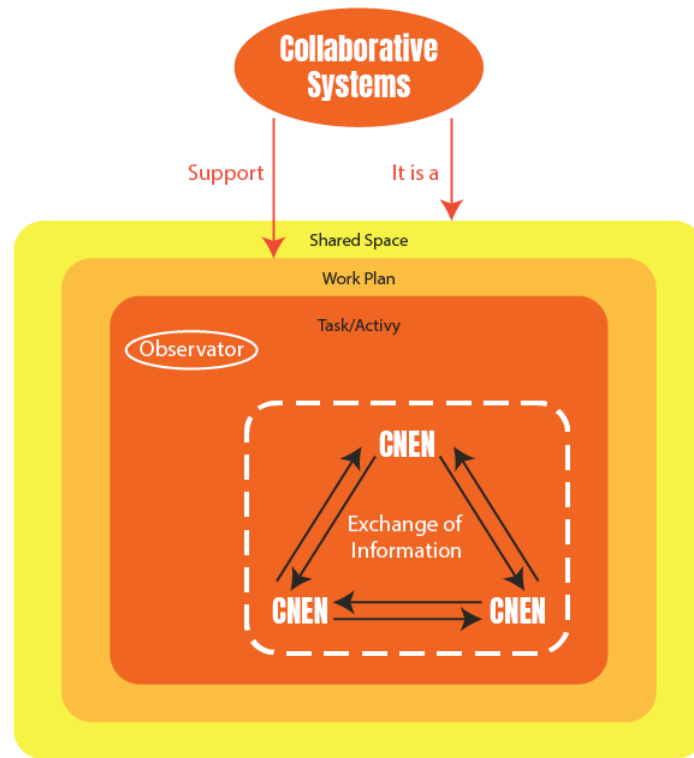 Collaborative
Systems
Support
It is a
Shared Space
Work Plan
Task/Activy
Observator
CNEN
Exchange of
Information
CNEN
CNEN